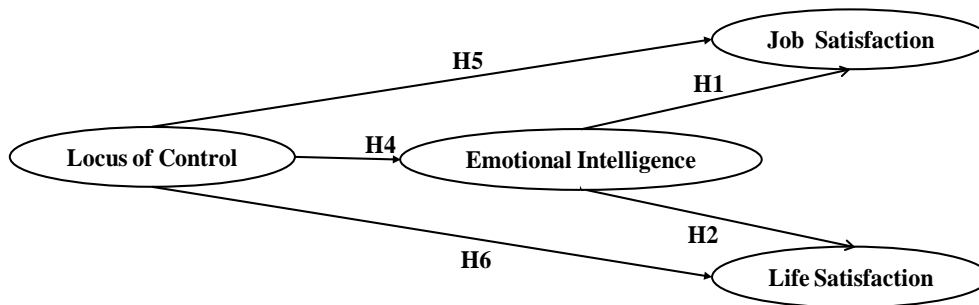 Job Satisfaction
H5
H1
Locus of Control
H4
Emotional Intelligence
H2
H6
Life Satisfaction